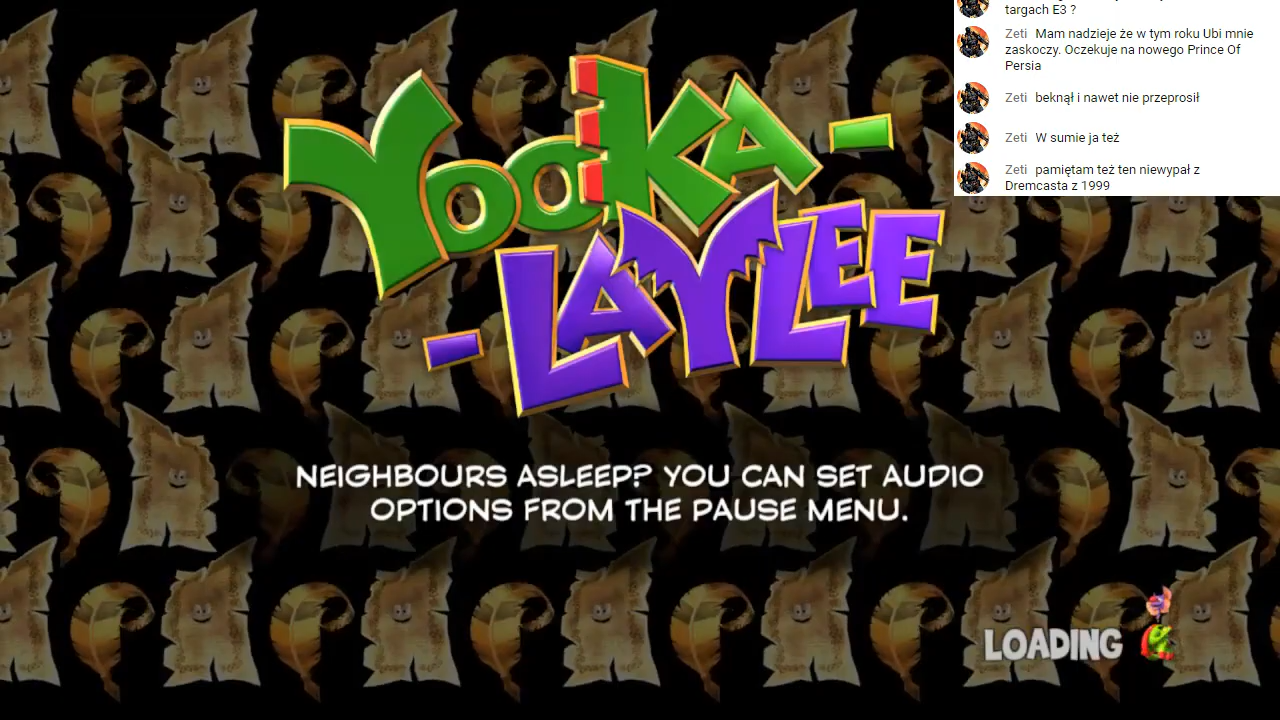 YOOKA-
-LAYLEE
NEIGHBOURS ASLEEP? YOU CAN SET AUDIO
OPTIONS FROM THE PAUSE MENU.
LOADING
targach E3 ?
Zeti Mam nadzieje że w tym roku Ubi mnie
zaskoczy. Oczekuje na nowego Prince Of
Persia
Zeti beknął i nawet nie przeprosił
Zeti W sumie ja też
Zeti pamiętam też ten niewypał z
Dremcasta z 1999